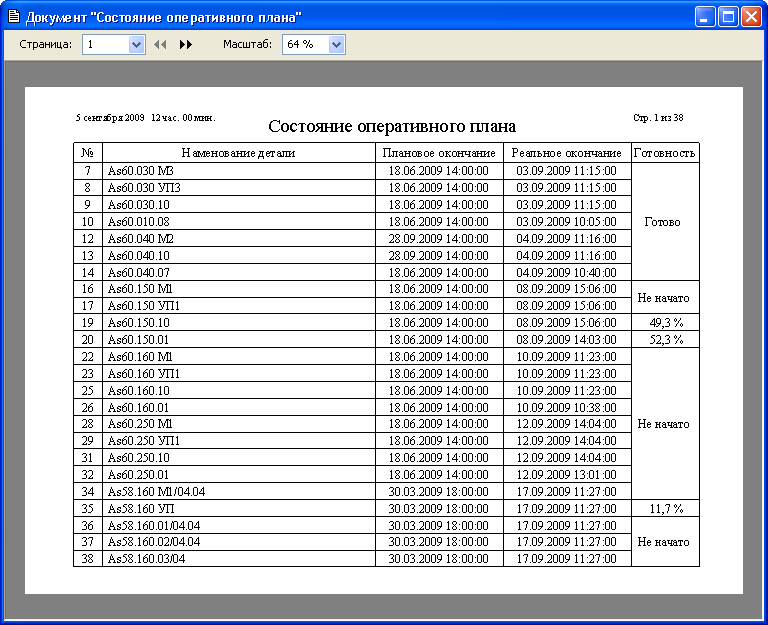 Документ "Состояние оперативного плана"
Страница: 1 Масштаб: 64 %
5 сентября 2009 12 час. 00 мин. Стр. 1 из 38
Состояние оперативного плана
№ Наменование детали Плановое окончание Реальное окончание Готовность
7 As60.030 М3 18.06.2009 14:00:00 03.09.2009 11:15:00
8 As60.030 УП3 18.06.2009 14:00:00 03.09.2009 11:15:00
9 As60.030.10 18.06.2009 14:00:00 03.09.2009 11:15:00
10 As60.010.08 18.06.2009 14:00:00 03.09.2009 10:05:00 Готово
12 As60.040 М2 28.09.2009 14:00:00 04.09.2009 11:16:00
13 As60.040.10 28.09.2009 14:00:00 04.09.2009 11:16:00
14 As60.040.07 18.06.2009 14:00:00 04.09.2009 10:40:00
16 As60.150 М1 18.06.2009 14:00:00 08.09.2009 15:06:00 Не начато
17 As60.150 УП1 18.06.2009 14:00:00 08.09.2009 15:06:00
19 As60.150.10 18.06.2009 14:00:00 08.09.2009 15:06:00 49,3 %
20 As60.150.01 18.06.2009 14:00:00 08.09.2009 14:03:00 52,3 %
22 As60.160 М1 18.06.2009 14:00:00 10.09.2009 11:23:00
23 As60.160 УП1 18.06.2009 14:00:00 10.09.2009 11:23:00
25 As60.160.10 18.06.2009 14:00:00 10.09.2009 11:23:00
26 As60.160.01 18.06.2009 14:00:00 10.09.2009 10:38:00
28 As60.250 М1 18.06.2009 14:00:00 12.09.2009 14:04:00 Не начато
29 As60.250 УП1 18.06.2009 14:00:00 12.09.2009 14:04:00
31 As60.250.10 18.06.2009 14:00:00 12.09.2009 14:04:00
32 As60.250.01 18.06.2009 14:00:00 12.09.2009 13:01:00
34 As58.160 М1/04.04 30.03.2009 18:00:00 17.09.2009 11:27:00
35 As58.160 УП 30.03.2009 18:00:00 17.09.2009 11:27:00 11,7 %
36 As58.160.01/04.04 30.03.2009 18:00:00 17.09.2009 11:27:00
37 As58.160.02/04.04 30.03.2009 18:00:00 17.09.2009 11:27:00 Не начато
38 As58.160.03/04 30.03.2009 18:00:00 17.09.2009 11:27:00